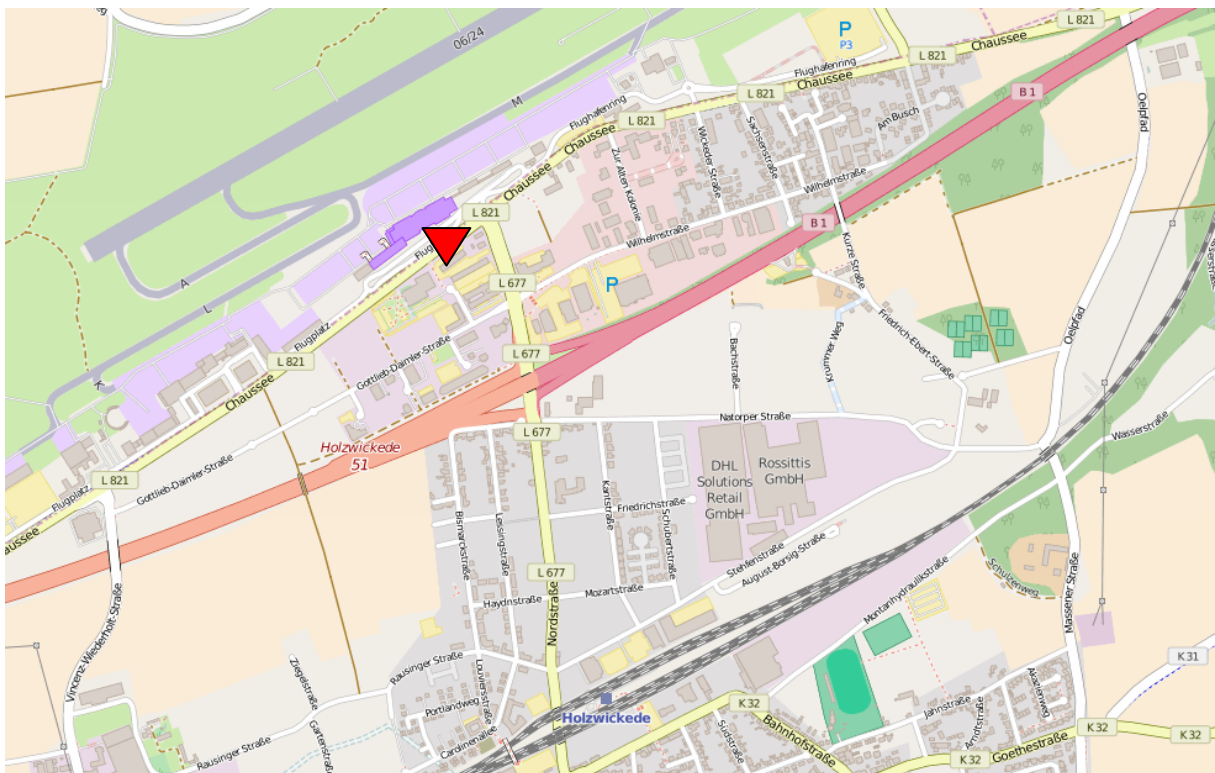 L 821
L 821
Chaussee
P
P3
06/24
Flughafenring
Chaussee
L 821
B 1
Oelpfad
M
L 821
Flughafenring
L 821
Chaussee
Wickeder Straße
Sachsenstraße
Am Busch
Zur Alten Kolonie
Chaussee
Wilhelmstraße
L 821
B 1
Wilhelmstraße
Kurze Straße
A
L
L 677
P
Flugplatz
K
L 821
Chaussee
Gottlieb-Daimler-Straße
L 677
Bachstraße
Krummer Weg
Friedrich-Ebert-Straße
Oelpfad
Natorper Straße
L 677
Wasserstraße
Holzwickede
51
Gottlieb-Daimler-Straße
Flugplatz
L 821
DHL
Solutions
Retail
GmbH
Rossittis
GmbH
Kantstraße
Friedrichstraße
Schubertstraße
Bismarckstraße
Lessingstraße
Stehfenstraße
August-Borsig-Straße
L 677
Haydnstraße
Mozartstraße
Nordstraße
Montanhydraulikstraße
Schulzenweg
Massener Straße
Vincenz-Wiederholt-Straße
Rausinger Straße
Ziegelstraße
Gartenstraße
Louviersstraße
Portlandweg
Carolinenallee
Rausinger Straße
Holzwickede
K 32
Bahnhofstraße
Südstraße
Jahnstraße
Arndtstraße
Akazienweg
K 31
K 32
K 32
Goethestraße
K 32